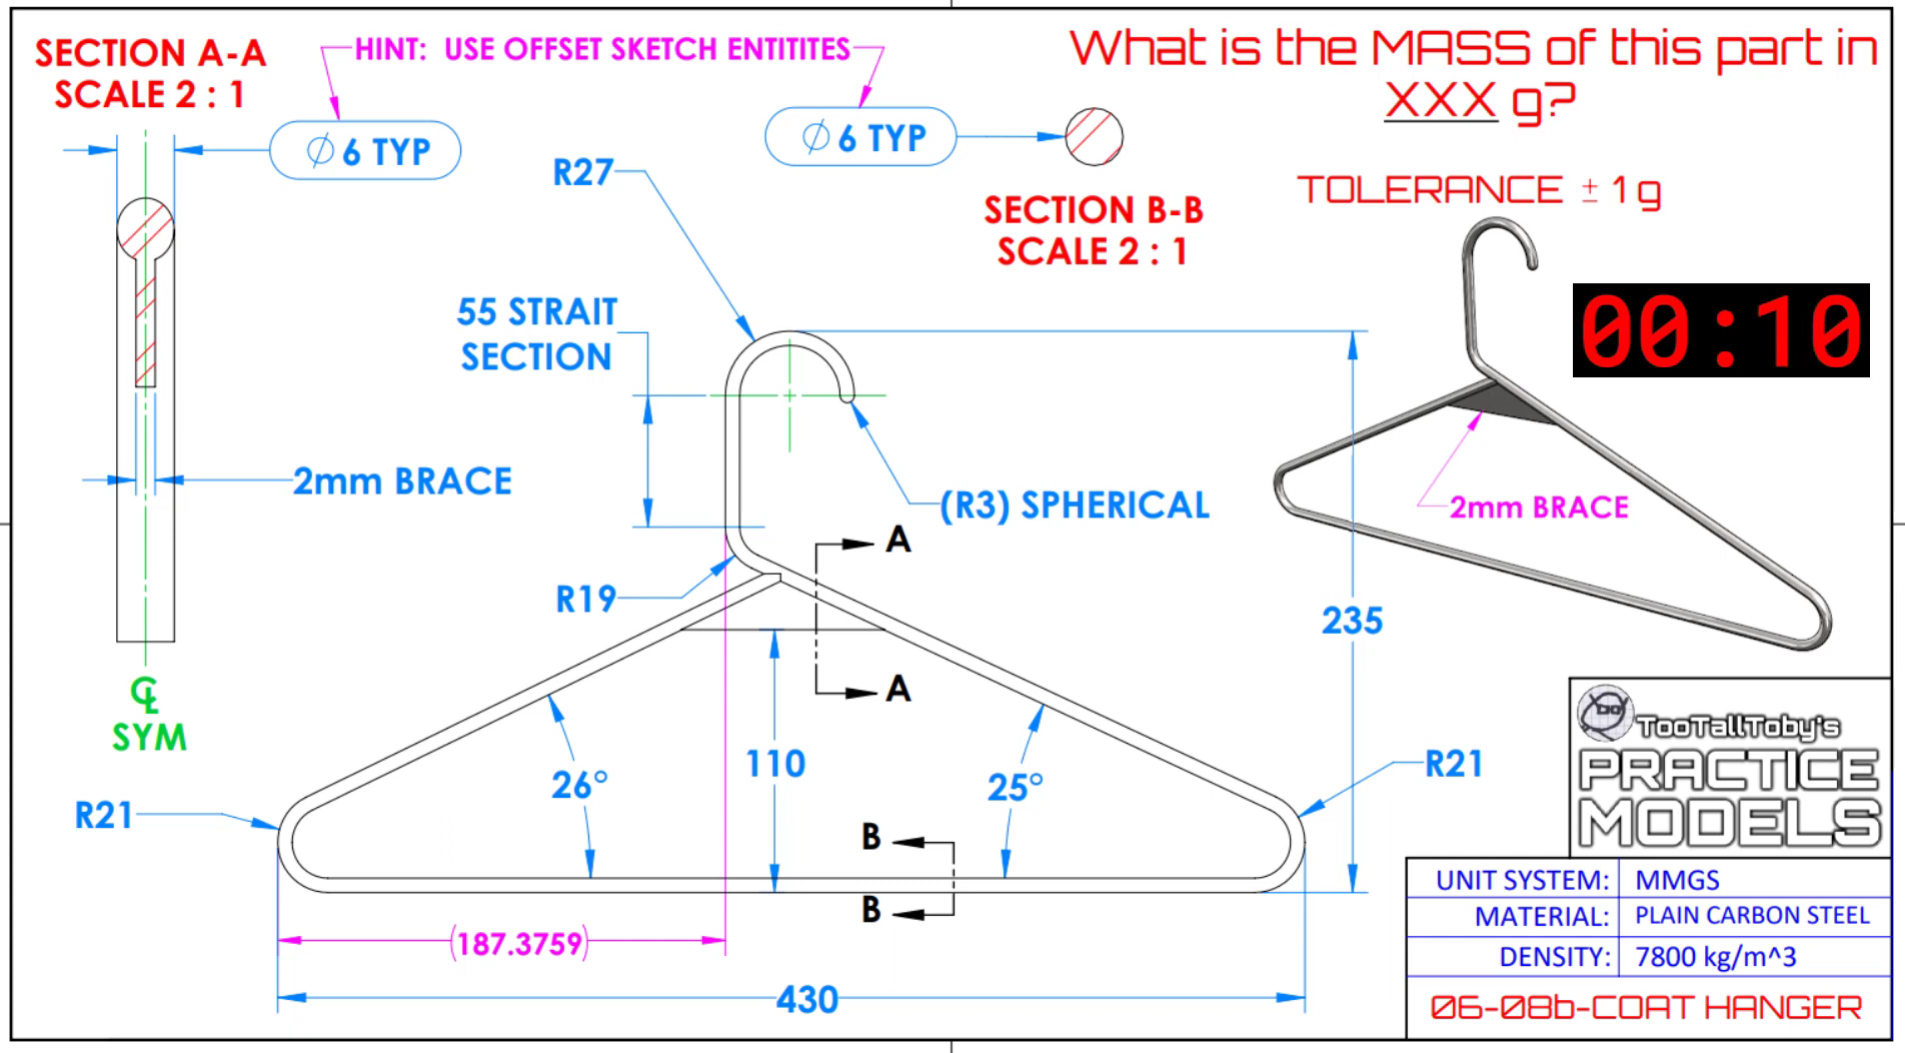 SECTION A-A
SCALE 2 : 1
HINT: USE OFFSET SKETCH ENTITITES
What is the MASS of this part in
XXX g?
∅ 6 TYP
∅ 6 TYP
R27
TOLERANCE ± 1 g
SECTION B-B
SCALE 2 : 1
00:10
55 STRAIT
SECTION
2mm BRACE
(R3) SPHERICAL
2mm BRACE
A
R19
235
A
℄
SYM
26°
110
25°
R21
R21
B
B
(187.3759)
430
TooTallToby's
PRACTICE
MODELS
UNIT SYSTEM: MMGS
MATERIAL: PLAIN CARBON STEEL
DENSITY: 7800 kg/m^3
06-08b-COAT HANGER